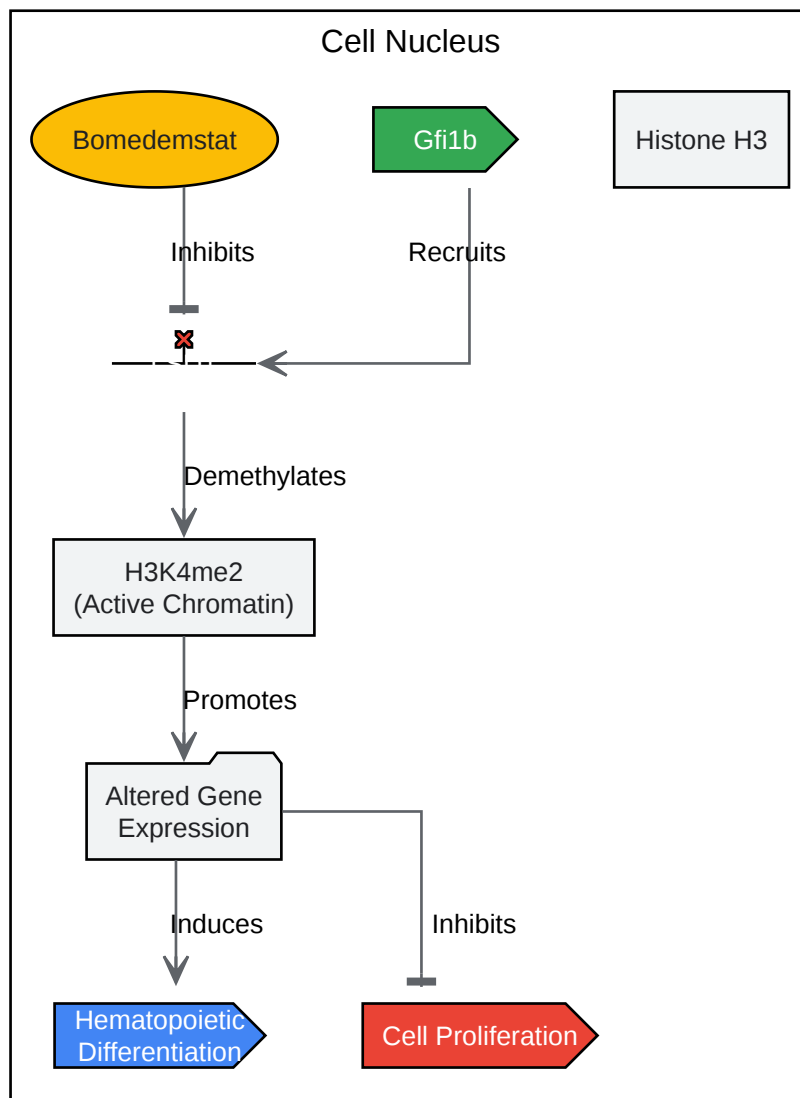 Cell Nucleus
Bomedemstat
Gfi1b
Histone H3
Inhibits
Recruits
Demethylates
H3K4me2
(Active Chromatin)
Promotes
Altered Gene
Expression
Induces
Inhibits
Hematopoietic
Differentiation
Cell Proliferation